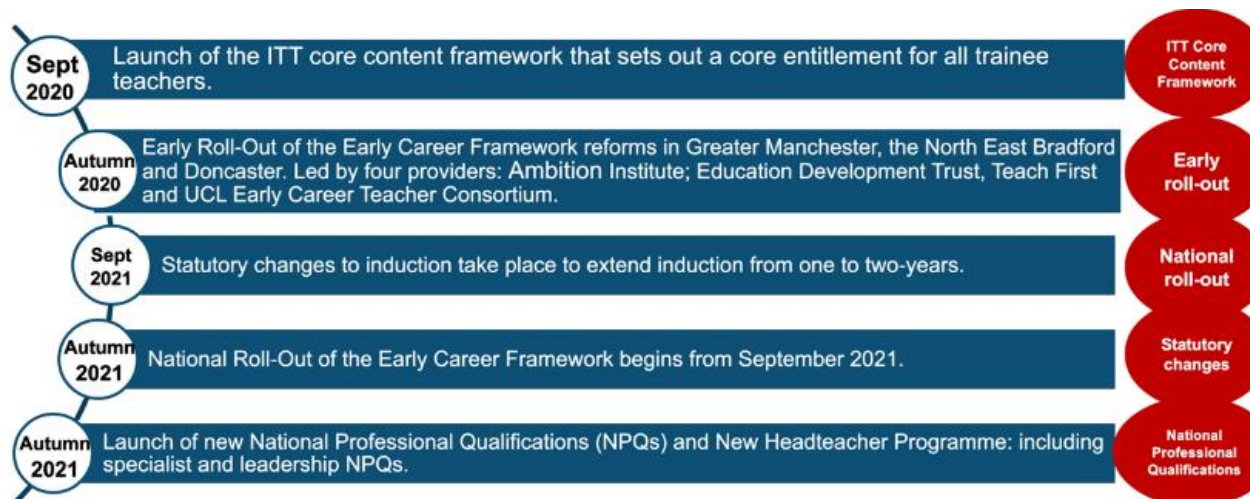 Sept
2020
Launch of the ITT core content framework that sets out a core entitlement for all trainee
teachers.
ITT Core
Content
Framework
Autumn
2020
Early Roll-Out of the Early Career Framework reforms in Greater Manchester, the North East Bradford
and Doncaster. Led by four providers: Ambition Institute; Education Development Trust, Teach First
and UCL Early Career Teacher Consortium.
Early
roll-out
Sept
2021
Statutory changes to induction take place to extend induction from one to two-years.
National
roll-out
Autumn
2021
National Roll-Out of the Early Career Framework begins from September 2021.
Statutory
changes
Autumn
2021
Launch of new National Professional Qualifications (NPQs) and New Headteacher Programme: including
specialist and leadership NPQs.
National
Professional
Qualifications